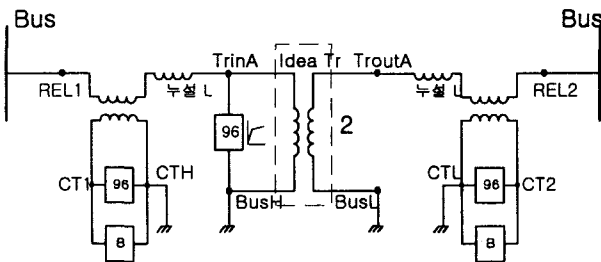 Bus
Bus
TrinA
Idea Tr
TroutA
REL1
누설 L
누설 L
REL2
96
2
CT1
96
CTH
BusH
BusL
CTL
96
CT2
8
8